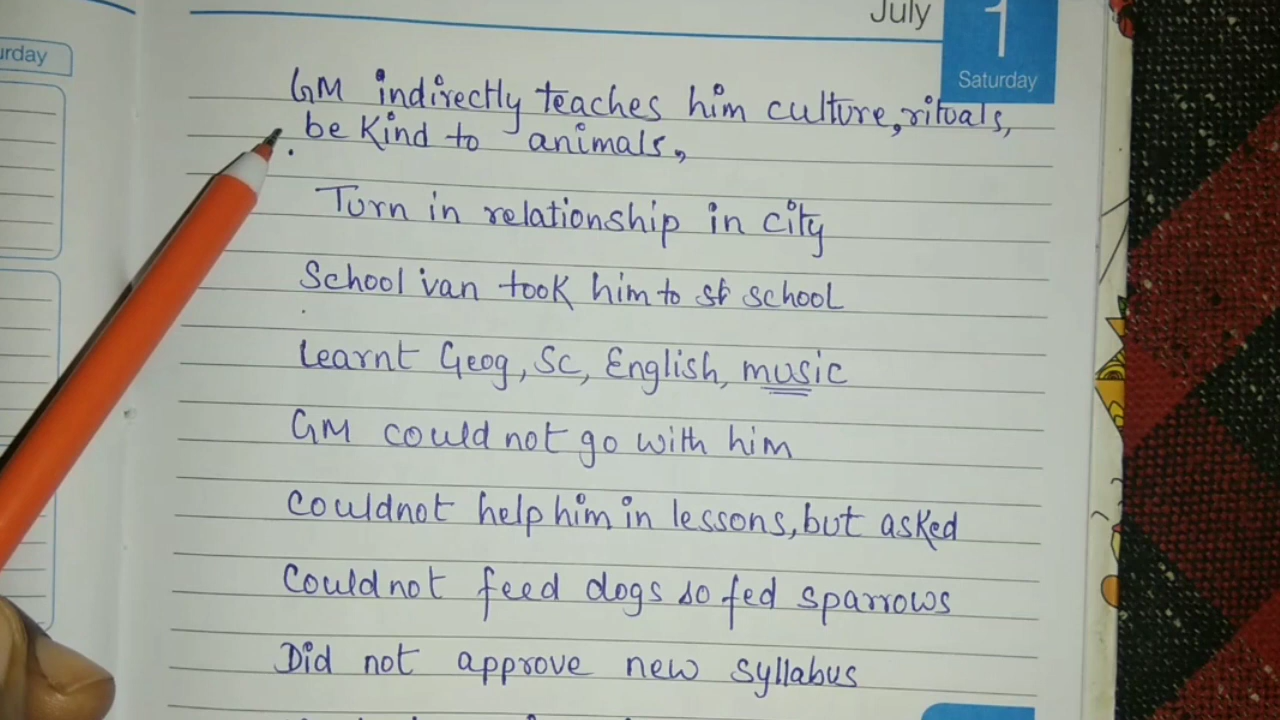 July 1
urday
Saturday
GM indirectly teaches him culture, rituals,
be kind to animals,
Turn in relationship in city
School van took him to st school
Learnt Geog, Sc, English, music
GM could not go with him
Couldnot help him in lessons, but asked
Couldnot feed dogs so fed sparrows
Did not approve new syllabus